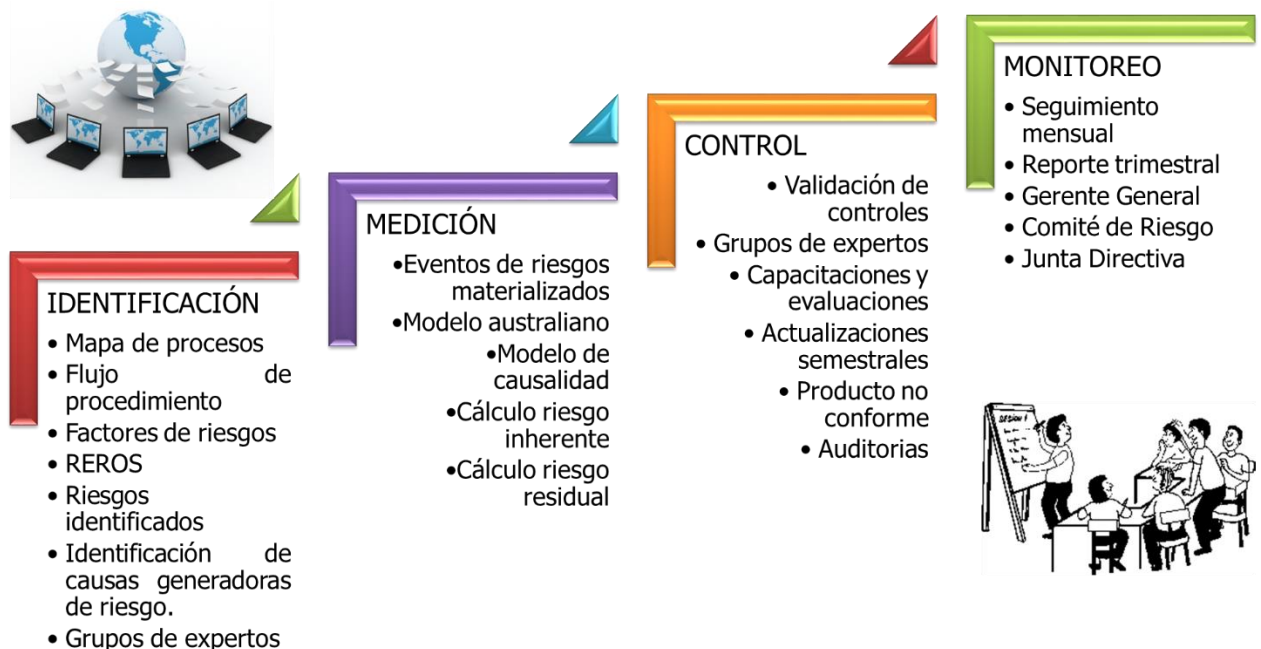 IDENTIFICACIÓN
• Mapa de procesos
• Flujo de
procedimiento
• Factores de riesgos
• REROS
• Riesgos
identificados
• Identificación de
causas generadoras
de riesgo.
• Grupos de expertos
MEDICIÓN
•Eventos de riesgos
materializados
•Modelo australiano
•Modelo de
causalidad
•Cálculo riesgo
inherente
•Cálculo riesgo
residual
CONTROL
• Validación de
controles
• Grupos de expertos
• Capacitaciones y
evaluaciones
• Actualizaciones
semestrales
• Producto no
conforme
• Auditorias
MONITOREO
• Seguimiento
mensual
• Reporte trimestral
• Gerente General
• Comité de Riesgo
• Junta Directiva